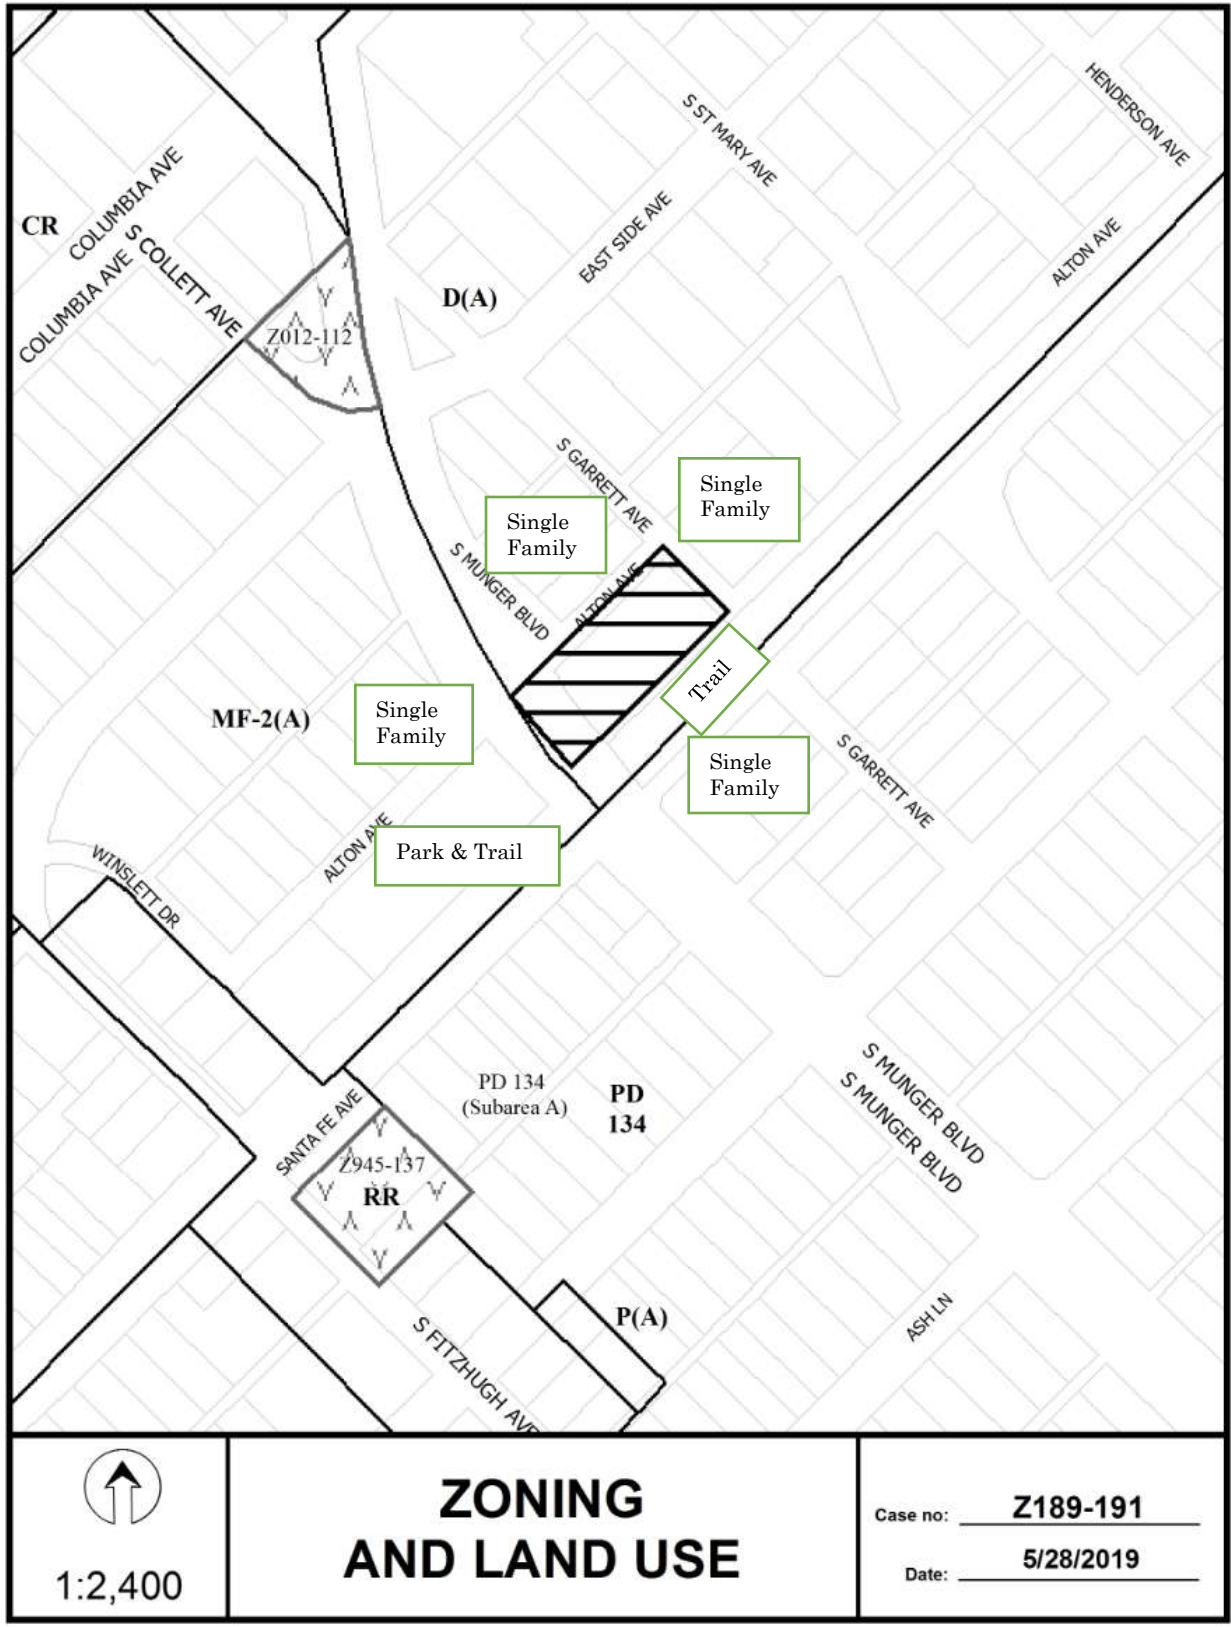 HENDERSON AVE
S ST MARY AVE
COLUMBIA AVE
CR
S COLLETT AVE
EAST SIDE AVE
ALTON AVE
COLUMBIA AVE
D(A)
Z012-112
S GARRETT AVE
Single
Family
Single
Family
S MUNGER BLVD
ALTON AVE
Trail
MF-2(A)
Single
Family
Single
Family
S GARRETT AVE
ALTON AVE
Park & Trail
WINSLETT DR
PD 134
(Subarea A)
PD
134
S MUNGER BLVD
S MUNGER BLVD
SANTA FE AVE
Z945-137
RR
P(A)
ASH LN
S FITZHUGH AVE
1:2,400
ZONING
AND LAND USE
Case no: Z189-191
Date: 5/28/2019